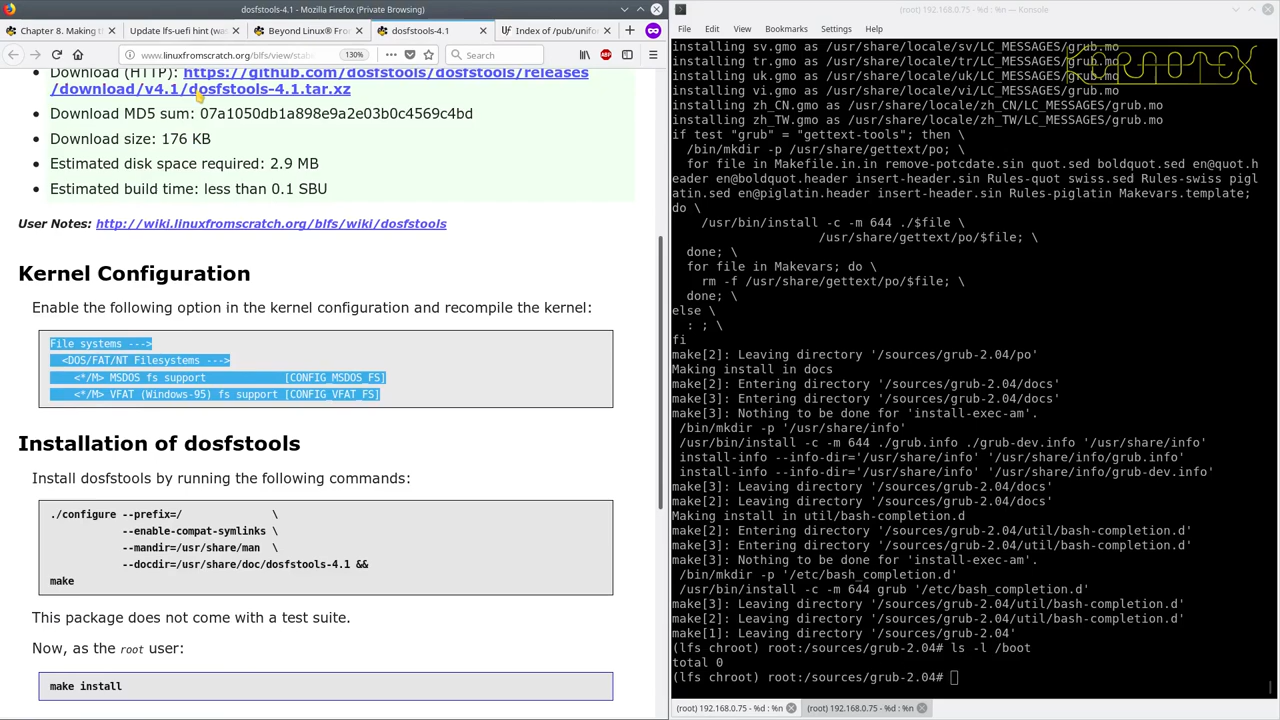 dosfstools-4.1 - Mozilla Firefox (Private Browsing)
Chapter 8. Making th
Update lfs-uefi hint (wa
Beyond Linux® From
dosfstools-4.1
Index of /pub/unifor
www.linuxfromscratch.org/blfs/view/stab
130%
Search
Download (HTTP): https://github.com/dosfstools/dosfstools/releases
/download/v4.1/dosfstools-4.1.tar.xz
Download MD5 sum: 07a1050db1a898e9a2e03b0c4569c4bd
Download size: 176 KB
Estimated disk space required: 2.9 MB
Estimated build time: less than 0.1 SBU
User Notes: http://wiki.linuxfromscratch.org/blfs/wiki/dosfstools
Kernel Configuration
Enable the following option in the kernel configuration and recompile the kernel:
File systems --->
<DOS/FAT/NT Filesystems --->
<*/M> MSDOS fs support [CONFIG_MSDOS_FS]
<*/M> VFAT (Windows-95) fs support [CONFIG_VFAT_FS]
Installation of dosfstools
Install dosfstools by running the following commands:
./configure --prefix=/ \
--enable-compat-symlinks \
--mandir=/usr/share/man \
--docdir=/usr/share/doc/dosfstools-4.1 &&
make
This package does not come with a test suite.
Now, as the root user:
make install
(root) 192.168.0.75 - %d : %n — Konsole
File Edit View Bookmarks Settings Help
installing sv.gmo as /usr/share/locale/sv/LC_MESSAGES/grub.mo
installing tr.gmo as /usr/share/locale/tr/LC_MESSAGES/grub.mo
installing uk.gmo as /usr/share/locale/uk/LC_MESSAGES/grub.mo
installing vi.gmo as /usr/share/locale/vi/LC_MESSAGES/grub.mo
installing zh_CN.gmo as /usr/share/locale/zh_CN/LC_MESSAGES/grub.mo
installing zh_TW.gmo as /usr/share/locale/zh_TW/LC_MESSAGES/grub.mo
if test "grub" = "gettext-tools"; then \
/bin/mkdir -p /usr/share/gettext/po; \
for file in Makefile.in.in remove-potcdate.sin quot.sed boldquot.sed en@quot.h
eader en@boldquot.header insert-header.sin Rules-quot swiss.sed Rules-swiss pigl
atin.sed en@piglatin.header insert-header.sin Rules-piglatin Makevars.template;
do \
/usr/bin/install -c -m 644 ./$file \
/usr/share/gettext/po/$file; \
done; \
for file in Makevars; do \
rm -f /usr/share/gettext/po/$file; \
done; \
else \
: ; \
fi
make[2]: Leaving directory '/sources/grub-2.04/po'
Making install in docs
make[2]: Entering directory '/sources/grub-2.04/docs'
make[3]: Entering directory '/sources/grub-2.04/docs'
make[3]: Nothing to be done for 'install-exec-am'.
/bin/mkdir -p '/usr/share/info'
/usr/bin/install -c -m 644 ./grub.info ./grub-dev.info '/usr/share/info'
install-info --info-dir='/usr/share/info' '/usr/share/info/grub.info'
install-info --info-dir='/usr/share/info' '/usr/share/info/grub-dev.info'
make[3]: Leaving directory '/sources/grub-2.04/docs'
make[2]: Leaving directory '/sources/grub-2.04/docs'
Making install in util/bash-completion.d
make[2]: Entering directory '/sources/grub-2.04/util/bash-completion.d'
make[3]: Entering directory '/sources/grub-2.04/util/bash-completion.d'
make[3]: Nothing to be done for 'install-exec-am'.
/bin/mkdir -p '/etc/bash_completion.d'
/usr/bin/install -c -m 644 grub '/etc/bash_completion.d'
make[3]: Leaving directory '/sources/grub-2.04/util/bash-completion.d'
make[2]: Leaving directory '/sources/grub-2.04/util/bash-completion.d'
make[1]: Leaving directory '/sources/grub-2.04'
(lfs chroot) root:/sources/grub-2.04# ls -l /boot
total 0
(lfs chroot) root:/sources/grub-2.04#
(root) 192.168.0.75 - %d : %n
(root) 192.168.0.75 - %d : %n